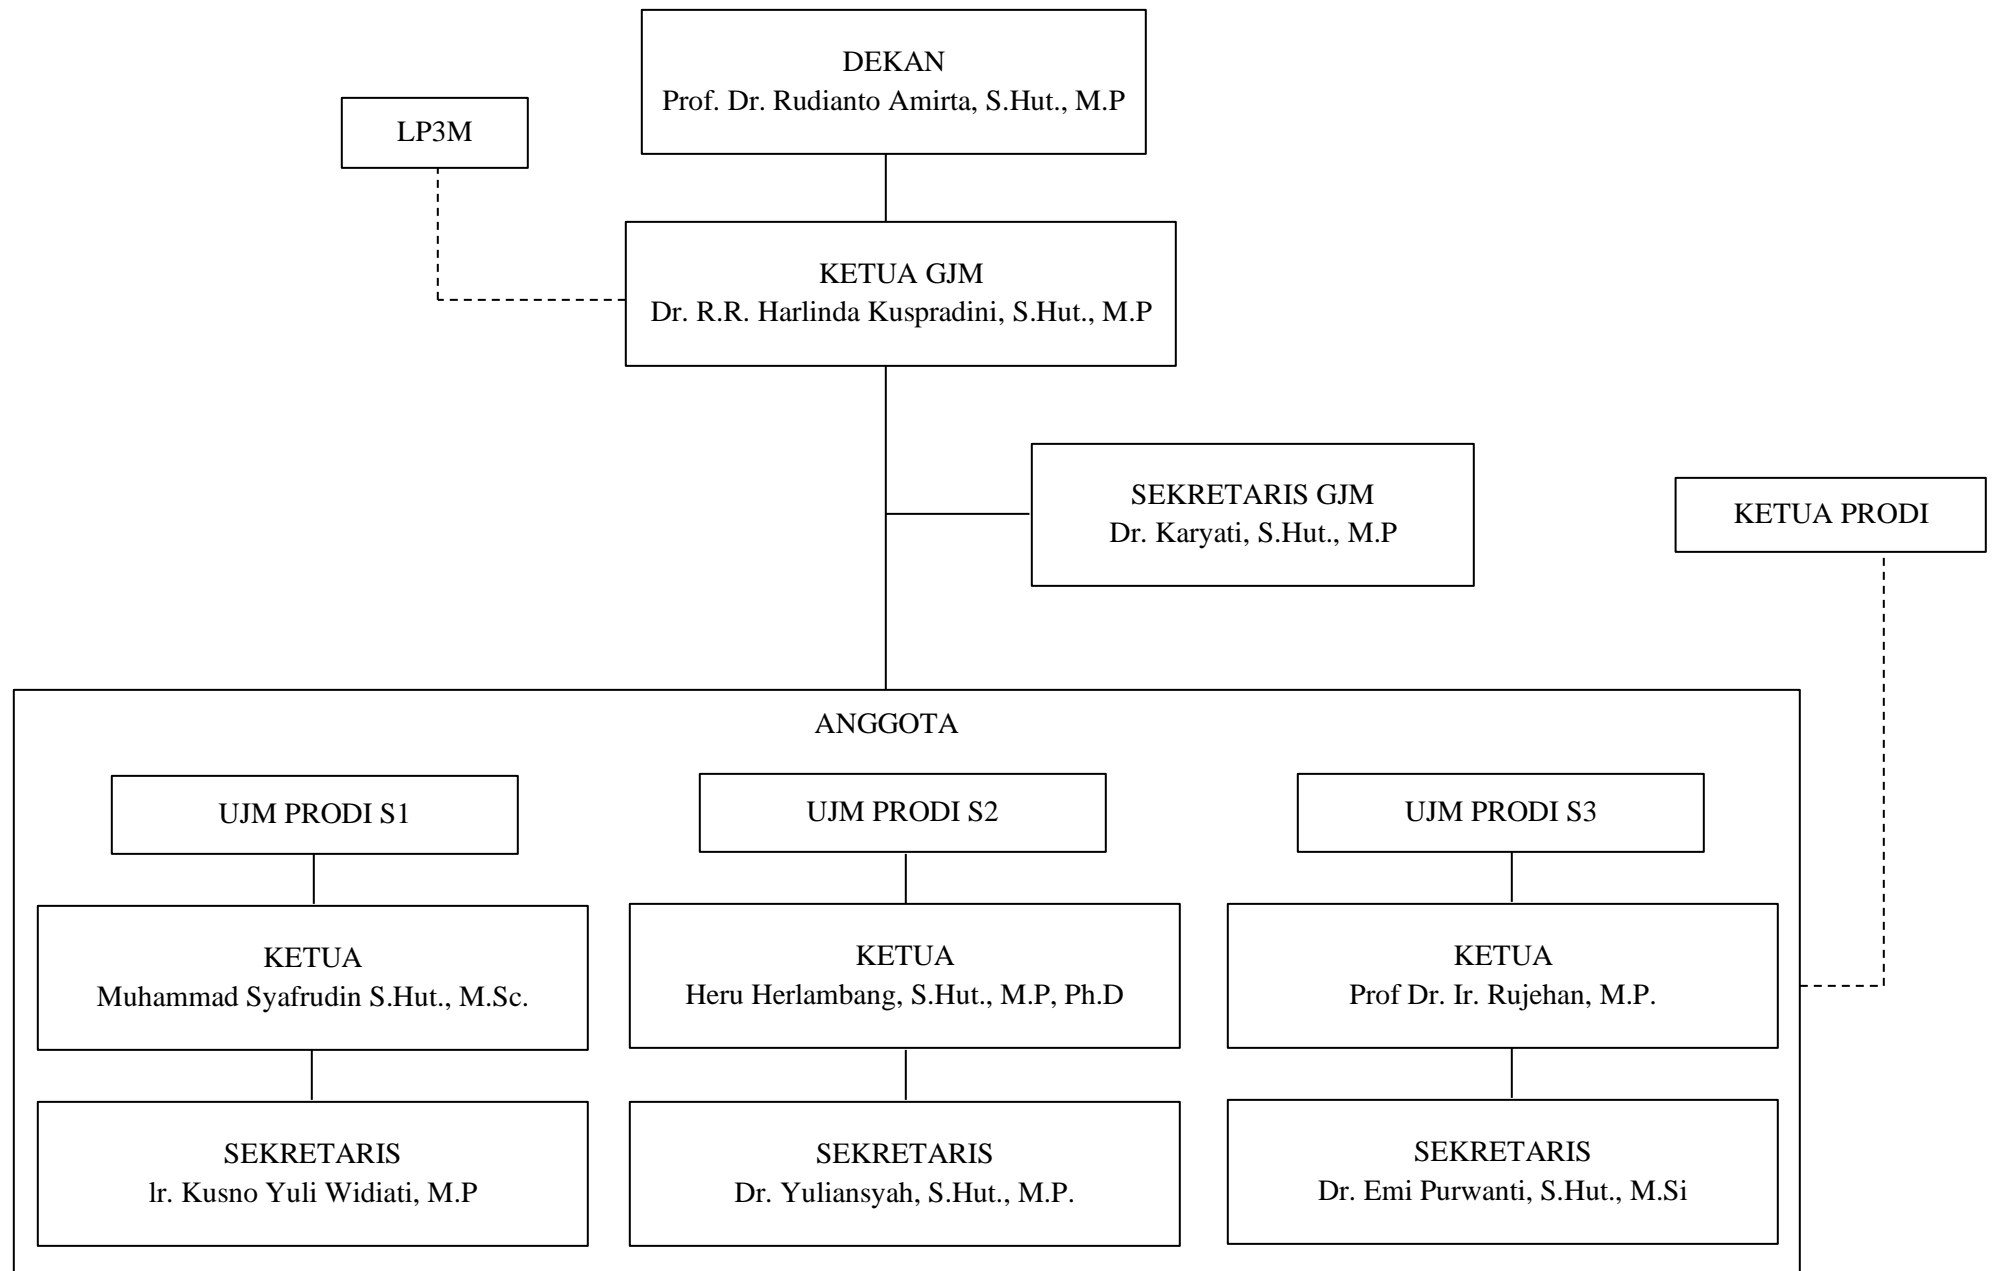 DEKAN
Prof. Dr. Rudianto Amirta, S.Hut., M.P
LP3M
KETUA GJM
Dr. R.R. Harlinda Kuspradini, S.Hut., M.P
SEKRETARIS GJM
Dr. Karyati, S.Hut., M.P
KETUA PRODI
ANGGOTA
UJM PRODI S1
UJM PRODI S2
UJM PRODI S3
KETUA
Muhammad Syafrudin S.Hut., M.Sc.
KETUA
Heru Herlambang, S.Hut., M.P, Ph.D
KETUA
Prof Dr. Ir. Rujehan, M.P.
SEKRETARIS
lr. Kusno Yuli Widiati, M.P
SEKRETARIS
Dr. Yuliansyah, S.Hut., M.P.
SEKRETARIS
Dr. Emi Purwanti, S.Hut., M.Si